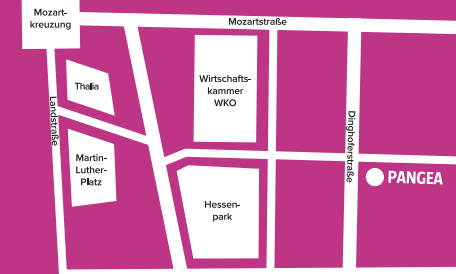 Mozart-
kreuzung
Mozartstraße
Thalia
Wirtschafts-
kammer
WKO
Landstraße
Dinghoferstraße
Martin-
Luther-
Platz
PANGEA
Hessen-
park